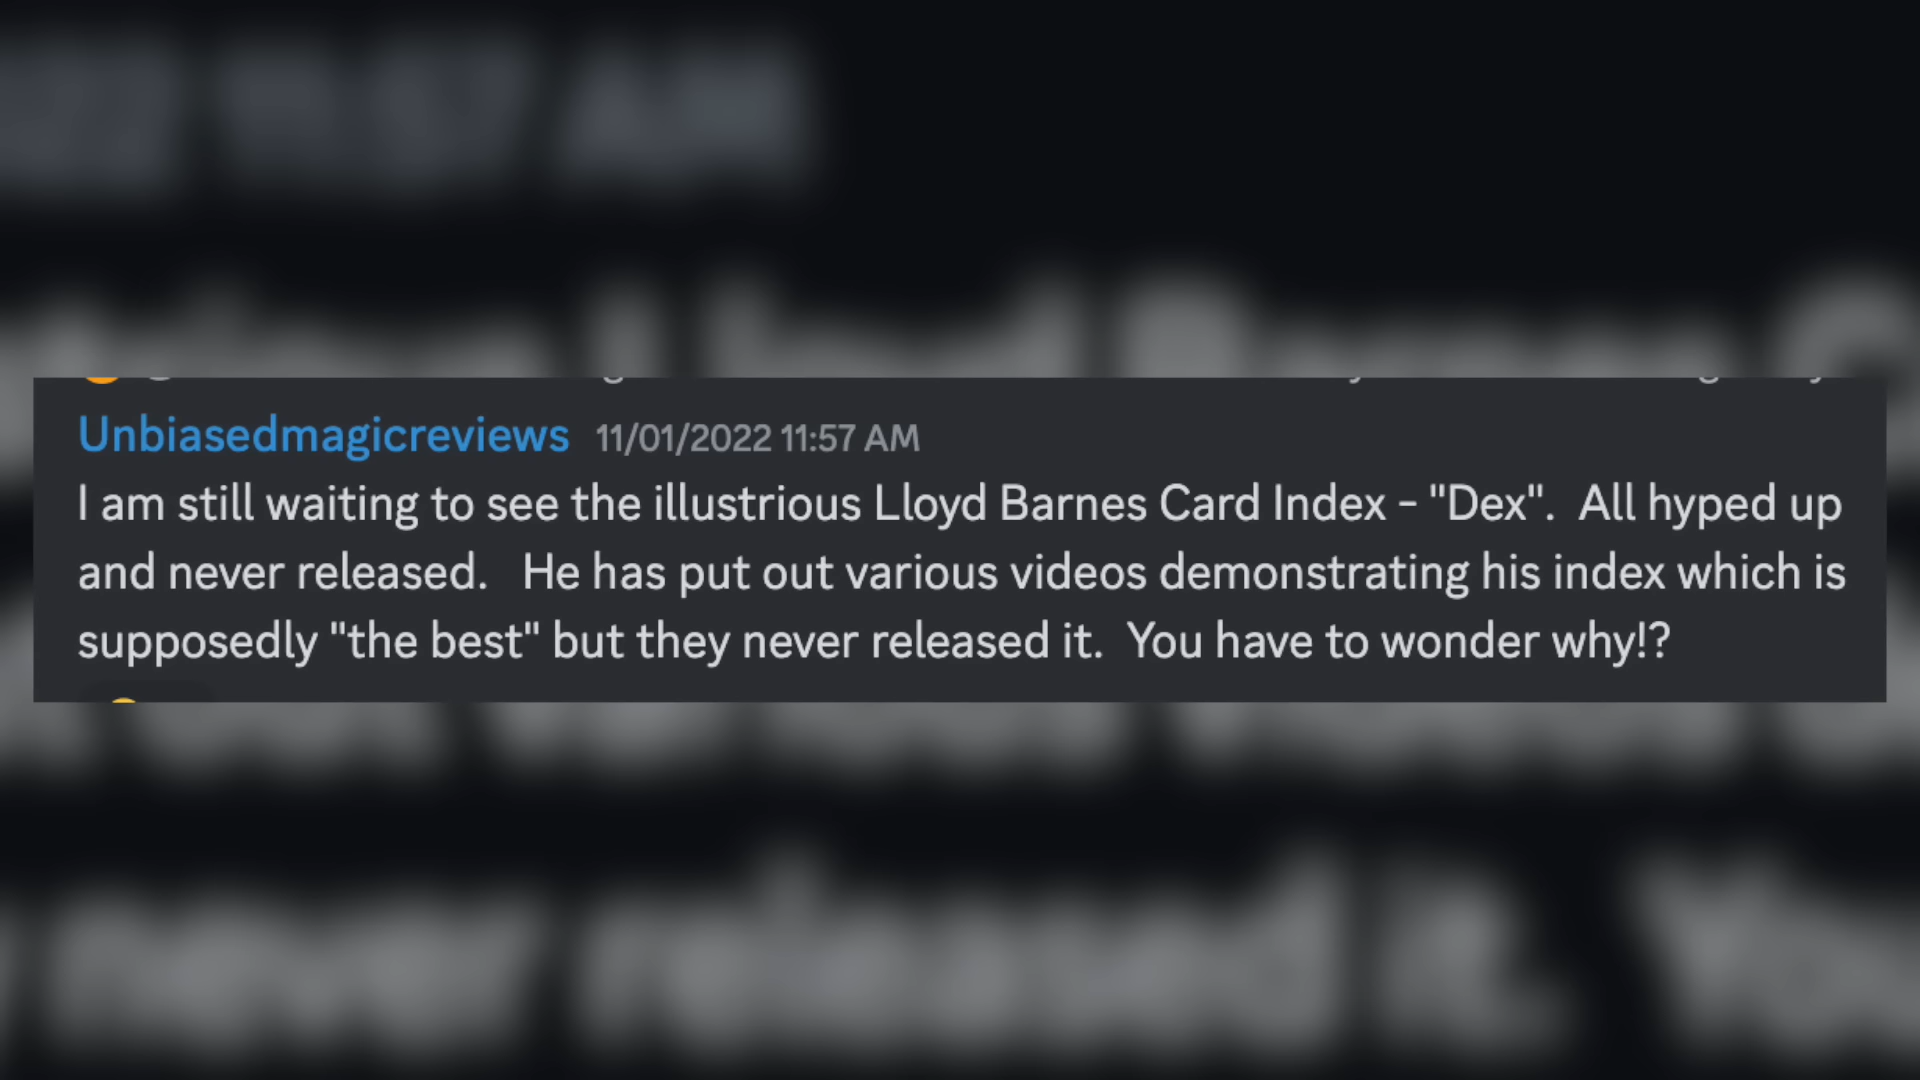 Unbiasedmagicreviews 11/01/2022 11:57 AM
I am still waiting to see the illustrious Lloyd Barnes Card Index - "Dex".  All hyped up
and never released.   He has put out various videos demonstrating his index which is
supposedly "the best" but they never released it.  You have to wonder why!?